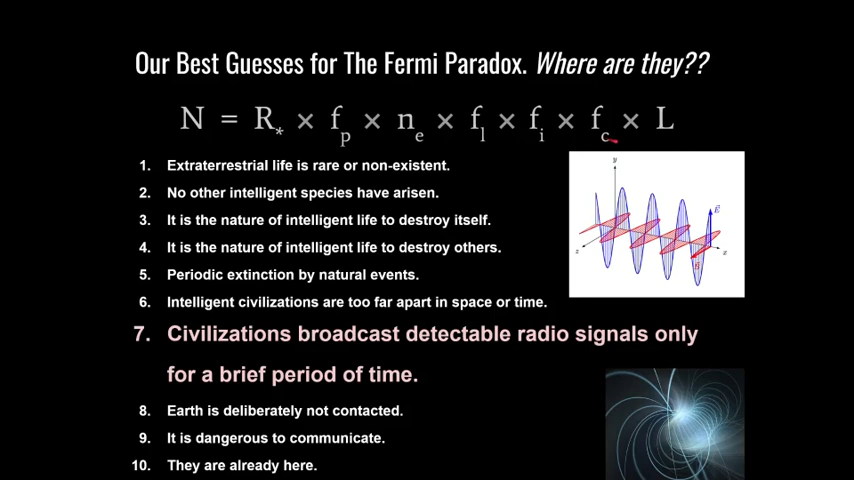 Our Best Guesses for The Fermi Paradox. Where are they??
N = R* × fp × ne × fl × fi × fc × L
1. Extraterrestrial life is rare or non-existent.
2. No other intelligent species have arisen.
3. It is the nature of intelligent life to destroy itself.
4. It is the nature of intelligent life to destroy others.
5. Periodic extinction by natural events.
6. Intelligent civilizations are too far apart in space or time.
7. Civilizations broadcast detectable radio signals only
for a brief period of time.
8. Earth is deliberately not contacted.
9. It is dangerous to communicate.
10. They are already here.
y
E
z
x